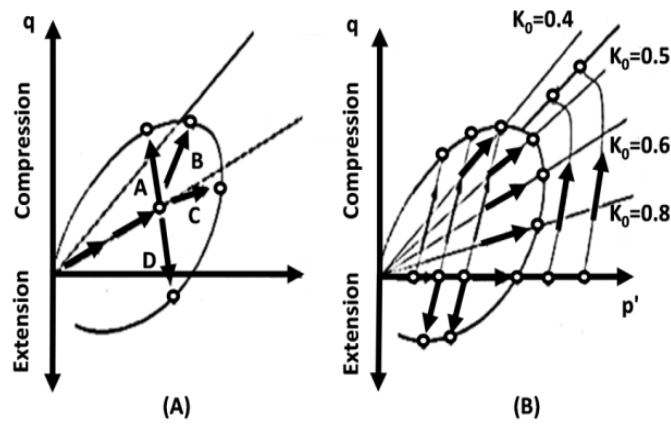 q
Compression
Extension
A
B
C
D
(A)
q
Compression
Extension
K₀=0.4
K₀=0.5
K₀=0.6
K₀=0.8
p'
(B)